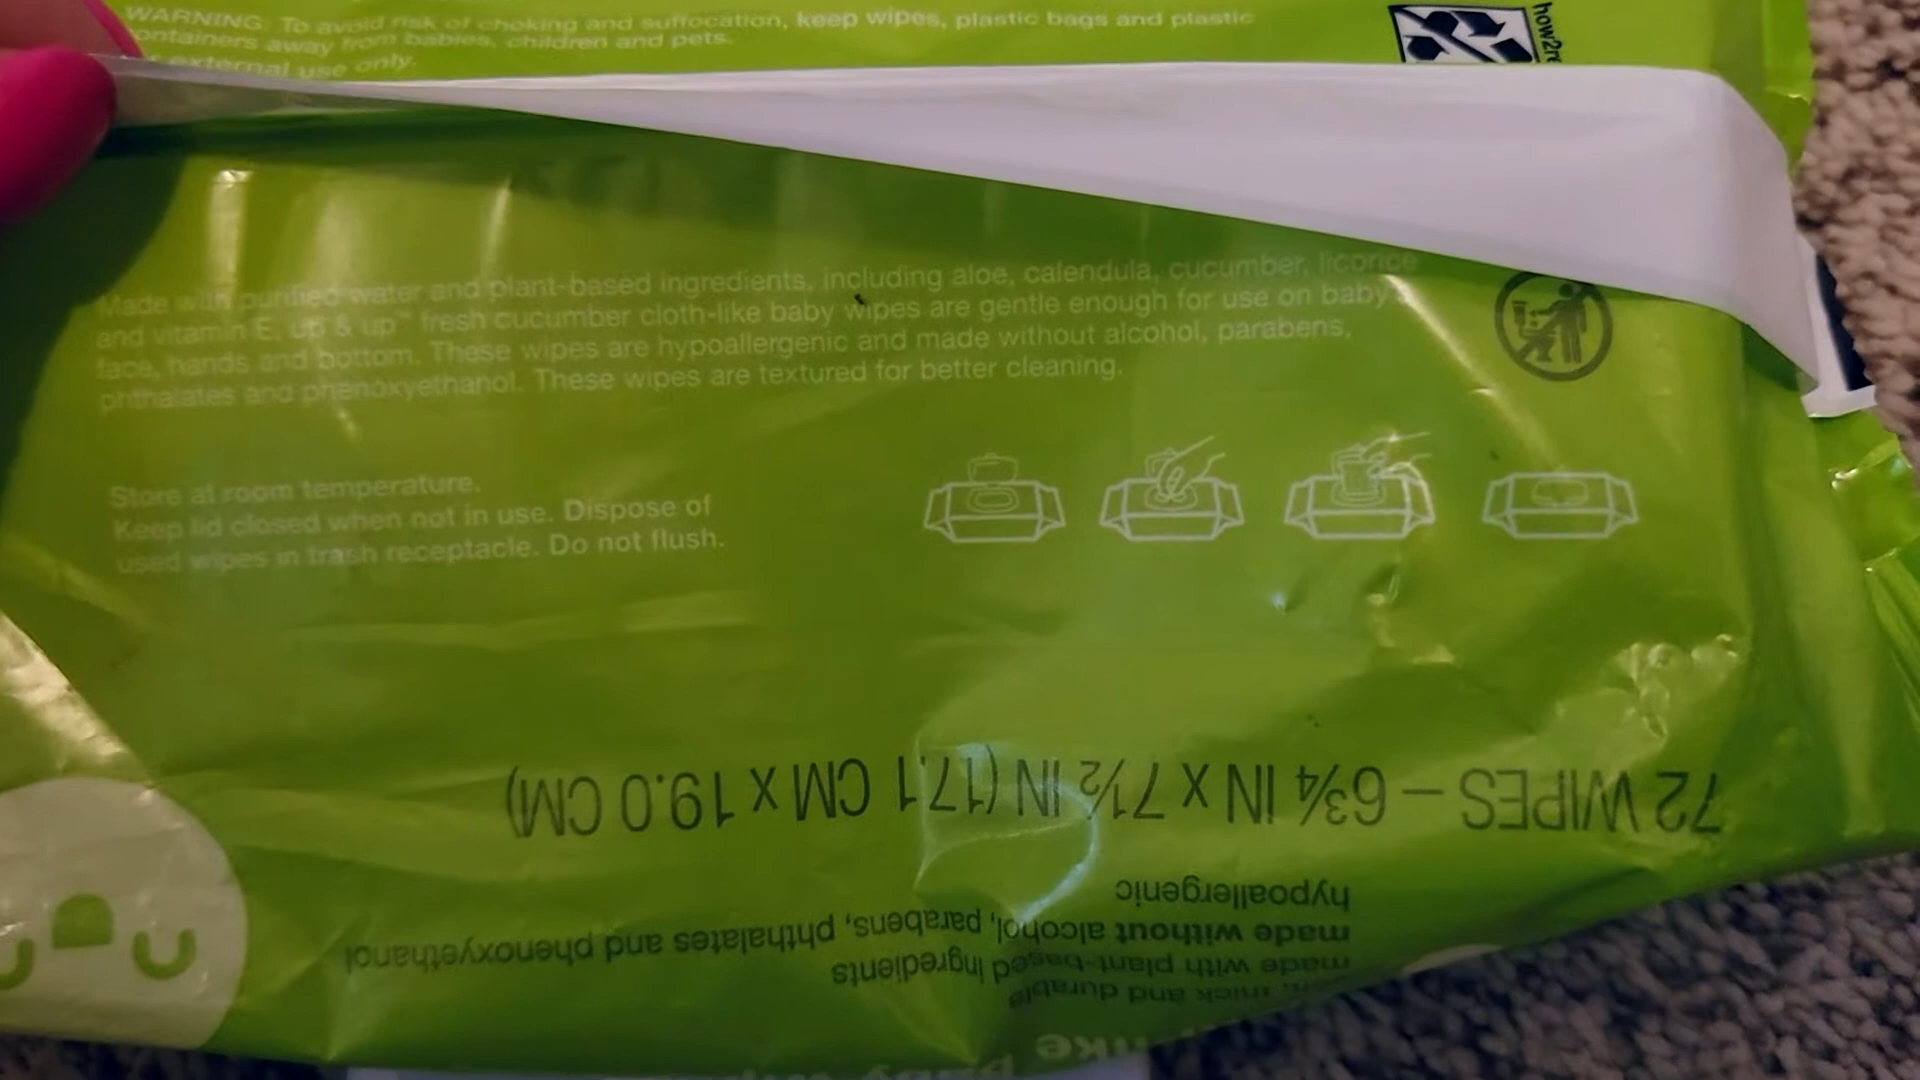 WARNING: To avoid risk of choking and suffocation, keep wipes, plastic bags and plastic
containers away from babies, children and pets.
external use only.
how2re
Made with purified water and plant-based ingredients, including aloe, calendula, cucumber, licorice
and vitamin E, up & up™ fresh cucumber cloth-like baby wipes are gentle enough for use on baby's
face, hands and bottom. These wipes are hypoallergenic and made without alcohol, parabens,
phthalates and phenoxyethanol. These wipes are textured for better cleaning.
Store at room temperature.
Keep lid closed when not in use. Dispose of
used wipes in trash receptacle. Do not flush.
like
thick and durable
made with plant-based ingredients
made without alcohol, parabens, phthalates and phenoxyethanol
hypoallergenic
72 WIPES – 6¾ IN x 7½ IN (17.1 CM x 19.0 CM)